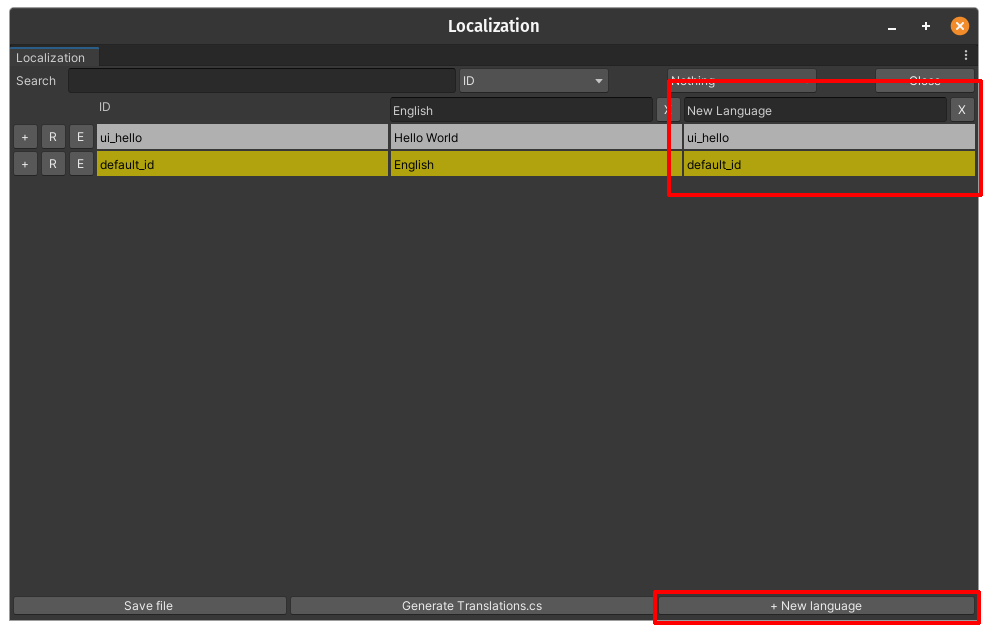 Localization
Localization
Search ID Nothing Close
ID English X New Language X
+ R E ui_hello Hello World ui_hello
+ R E default_id English default_id
Save file Generate Translations.cs + New language